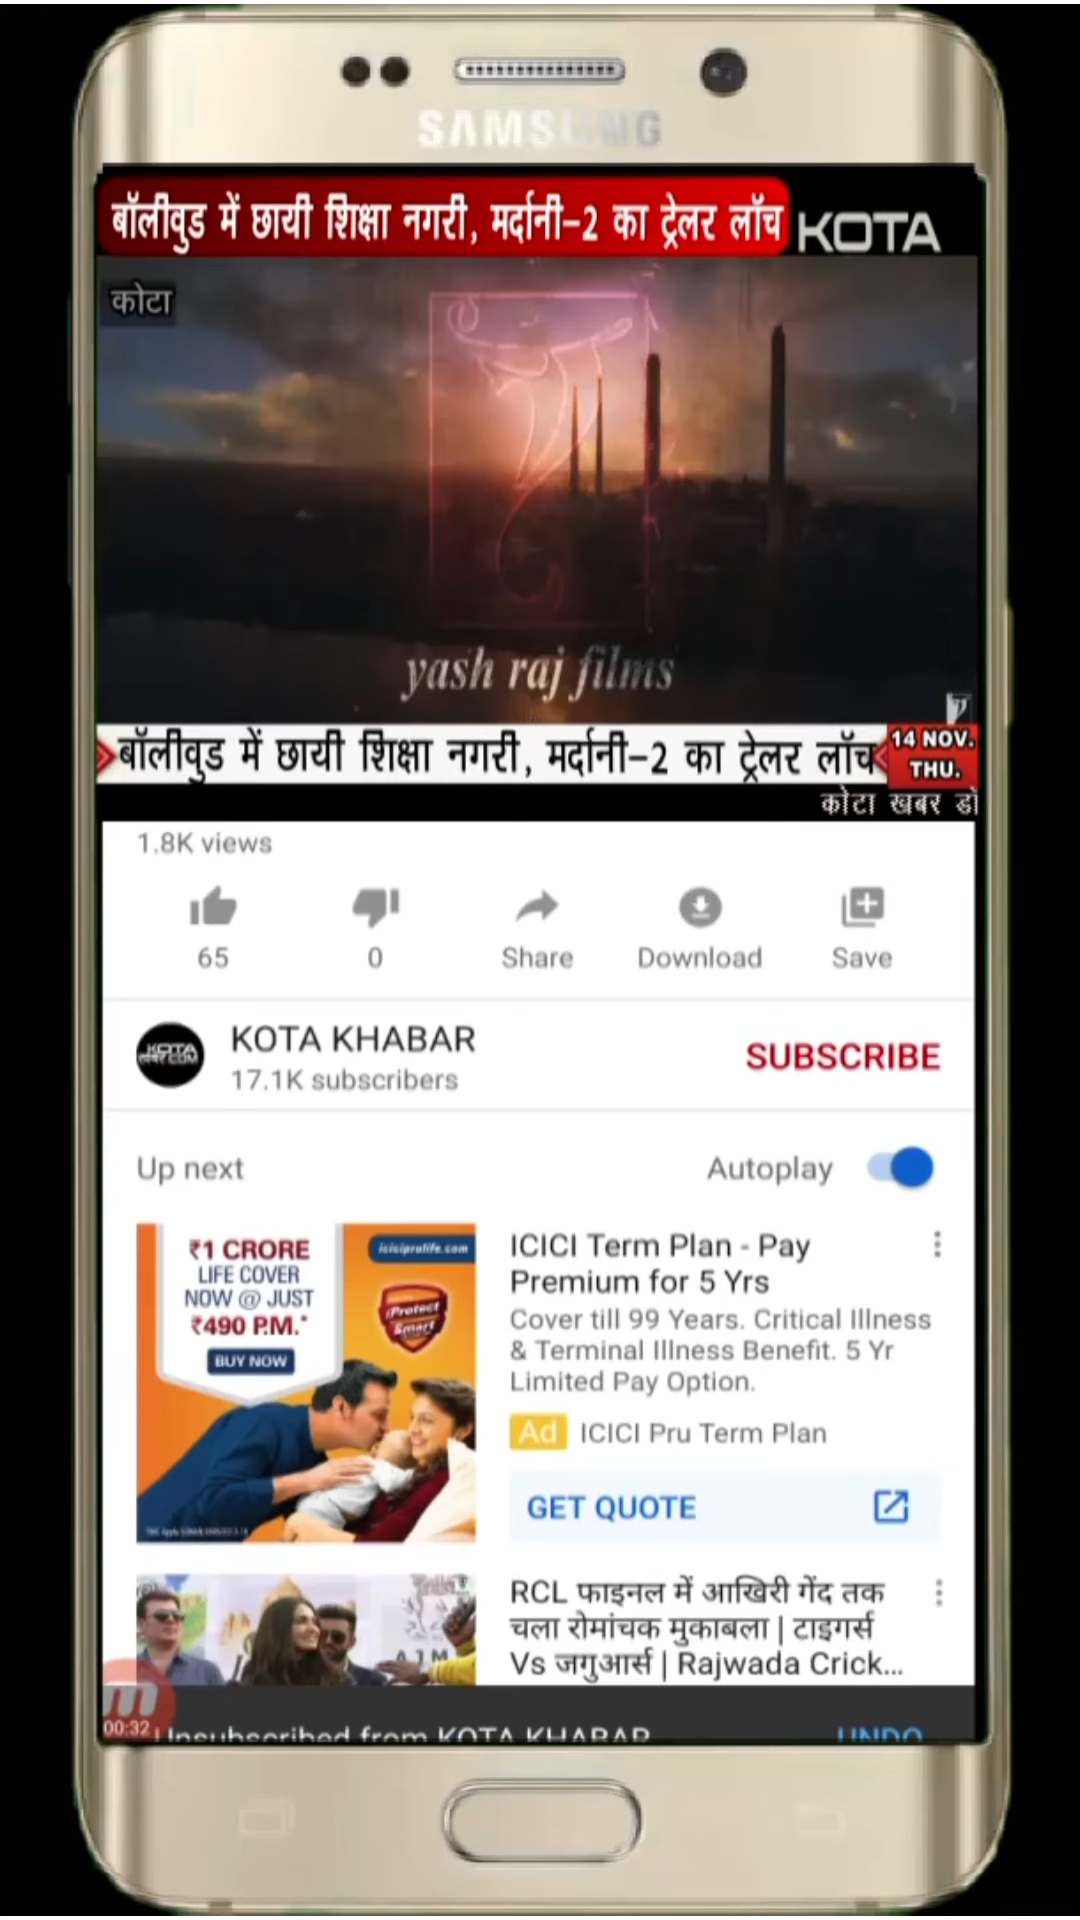 SAMSUNG
बॉलीवुड में छायी शिक्षा नगरी, मर्दानी-2 का ट्रेलर लॉच
KOTA
कोटा
yash raj films
बॉलीवुड में छायी शिक्षा नगरी, मर्दानी-2 का ट्रेलर लॉच
14 NOV.
THU.
कोटा खबर डॉ
1.8K views
65
0
Share
Download
Save
KOTA KHABAR
17.1K subscribers
SUBSCRIBE
Up next
Autoplay
₹1 CRORE
LIFE COVER
NOW @ JUST
₹490 P.M.*
BUY NOW
iciciprulife.com
iProtect
Smart
ICICI Term Plan - Pay
Premium for 5 Yrs
Cover till 99 Years. Critical Illness
& Terminal Illness Benefit. 5 Yr
Limited Pay Option.
Ad ICICI Pru Term Plan
GET QUOTE
RCL फाइनल में आखिरी गेंद तक
चला रोमांचक मुकाबला | टाइगर्स
Vs जगुआर्स | Rajwada Crick...
00:32
Unsubscribed from KOTA KHABAR
UNDO